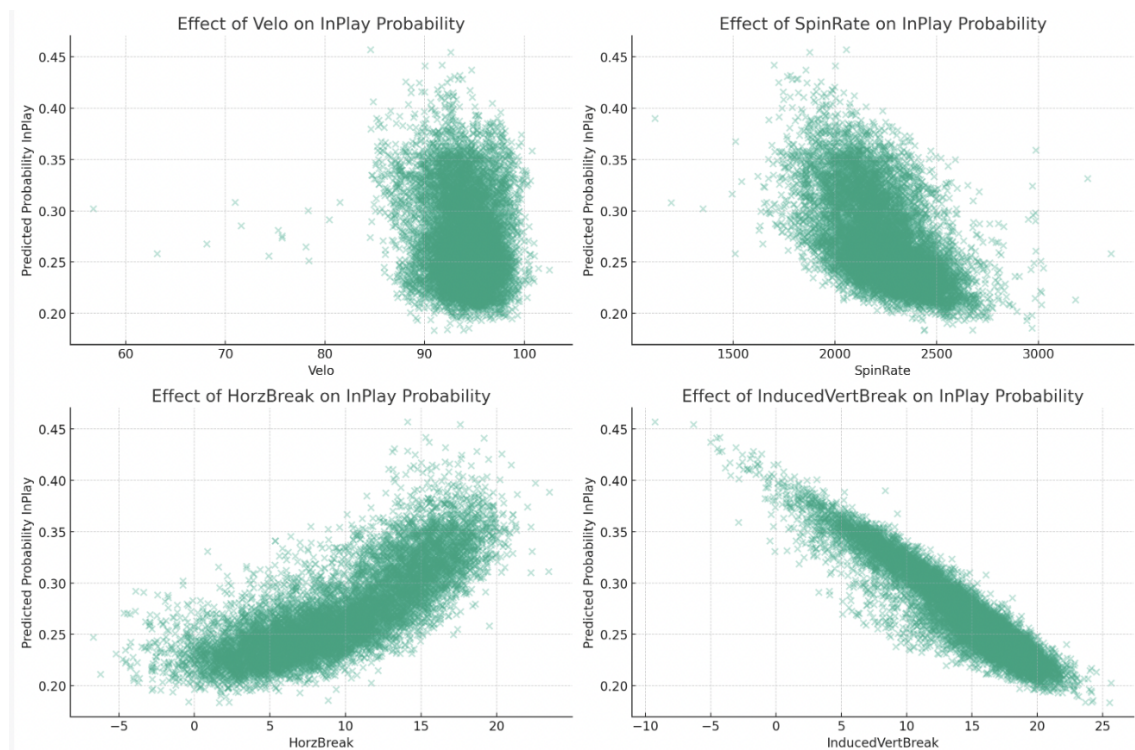 Effect of Velo on InPlay Probability
Predicted Probability InPlay
0.45
0.40
0.35
0.30
0.25
0.20
60 70 80 90 100
Velo
Effect of SpinRate on InPlay Probability
Predicted Probability InPlay
0.45
0.40
0.35
0.30
0.25
0.20
1500 2000 2500 3000
SpinRate
Effect of HorzBreak on InPlay Probability
Predicted Probability InPlay
0.45
0.40
0.35
0.30
0.25
0.20
−5 0 5 10 15 20
HorzBreak
Effect of InducedVertBreak on InPlay Probability
Predicted Probability InPlay
0.45
0.40
0.35
0.30
0.25
0.20
−10 −5 0 5 10 15 20 25
InducedVertBreak